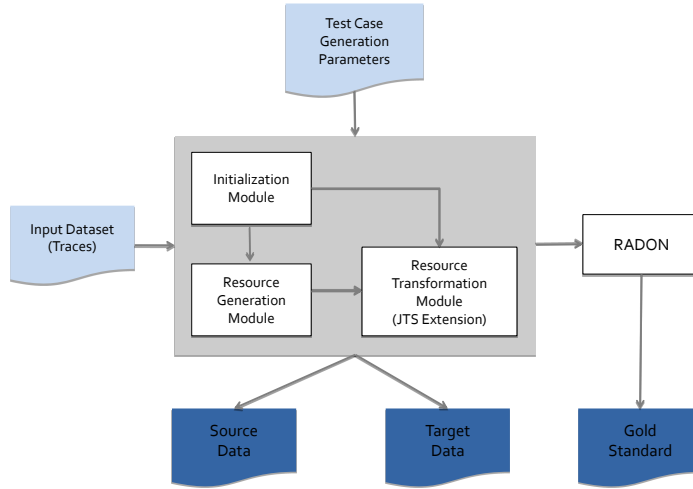 Test Case
Generation
Parameters
Initialization
Module
Input Dataset
(Traces)
RADON
Resource
Generation
Module
Resource
Transformation
Module
(JTS Extension)
Source
Data
Target
Data
Gold
Standard